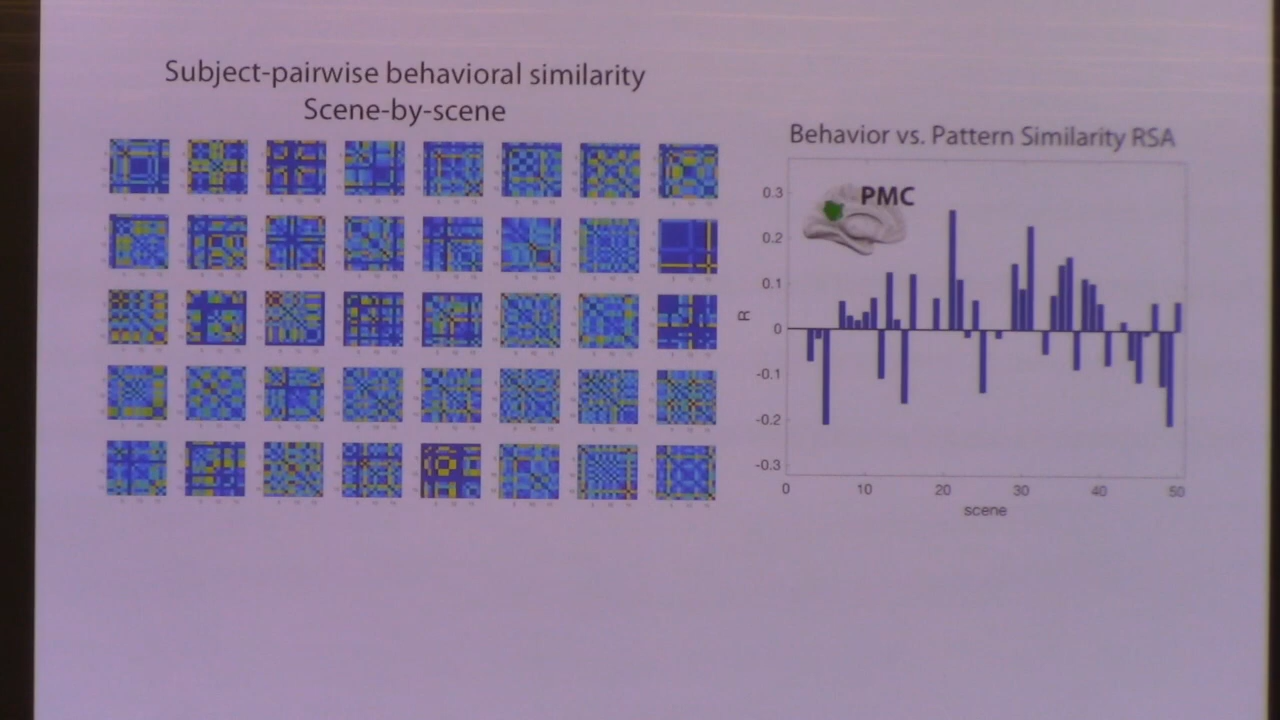 Subject-pairwise behavioral similarity
Scene-by-scene
Behavior vs. Pattern Similarity RSA
PMC
0.3
0.2
0.1
0
-0.1
-0.2
-0.3
R
0 10 20 30 40 50
scene